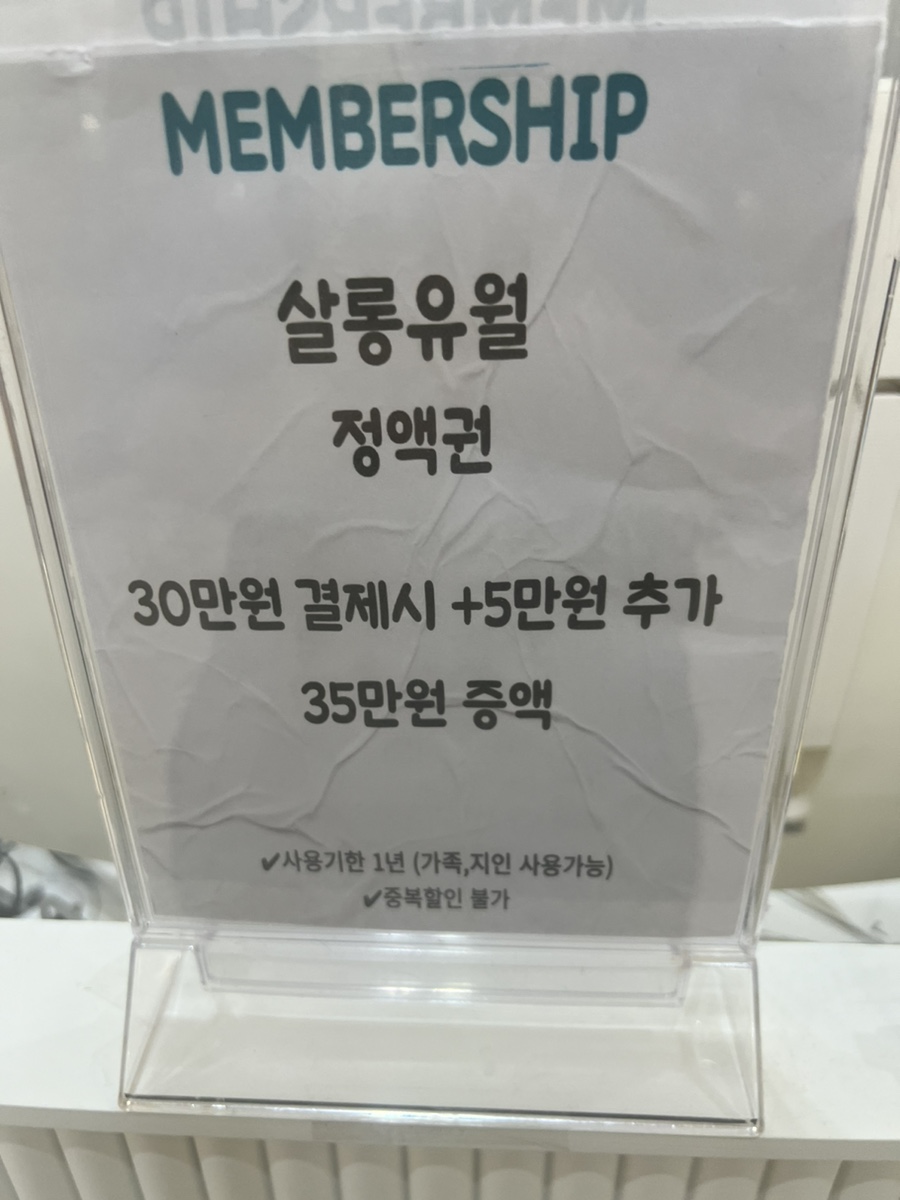 MEMBERSHIP
MEMBERSHIP
살롱유월
정액권
30만원 결제시 +5만원 추가
35만원 증액
✔사용기한 1년 (가족,지인 사용가능)
✔중복할인 불가